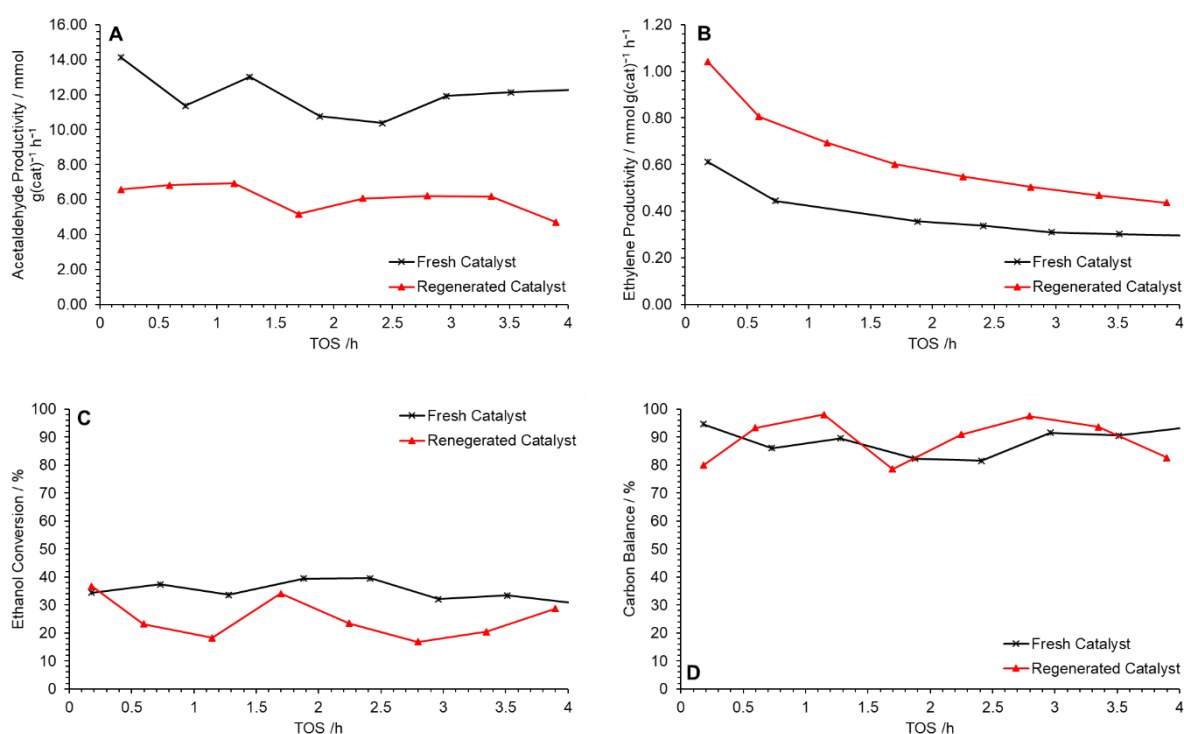 A
Acetaldehyde Productivity / mmol
g(cat)⁻¹ h⁻¹
16.00
14.00
12.00
10.00
8.00
6.00
4.00
2.00
0.00
0 0.5 1 1.5 2 2.5 3 3.5 4
TOS /h
Fresh Catalyst
Regenerated Catalyst
B
Ethylene Productivity / mmol g(cat)⁻¹ h⁻¹
1.20
1.00
0.80
0.60
0.40
0.20
0.00
0 0.5 1 1.5 2 2.5 3 3.5 4
TOS /h
Fresh Catalyst
Regenerated Catalyst
C
Ethanol Conversion / %
100
90
80
70
60
50
40
30
20
10
0
0 0.5 1 1.5 2 2.5 3 3.5 4
TOS /h
Fresh Catalyst
Renegerated Catalyst
Carbon Balance / %
100
90
80
70
60
50
40
30
20
10
0
0 0.5 1 1.5 2 2.5 3 3.5 4
TOS /h
Fresh Catalyst
Regenerated Catalyst
D